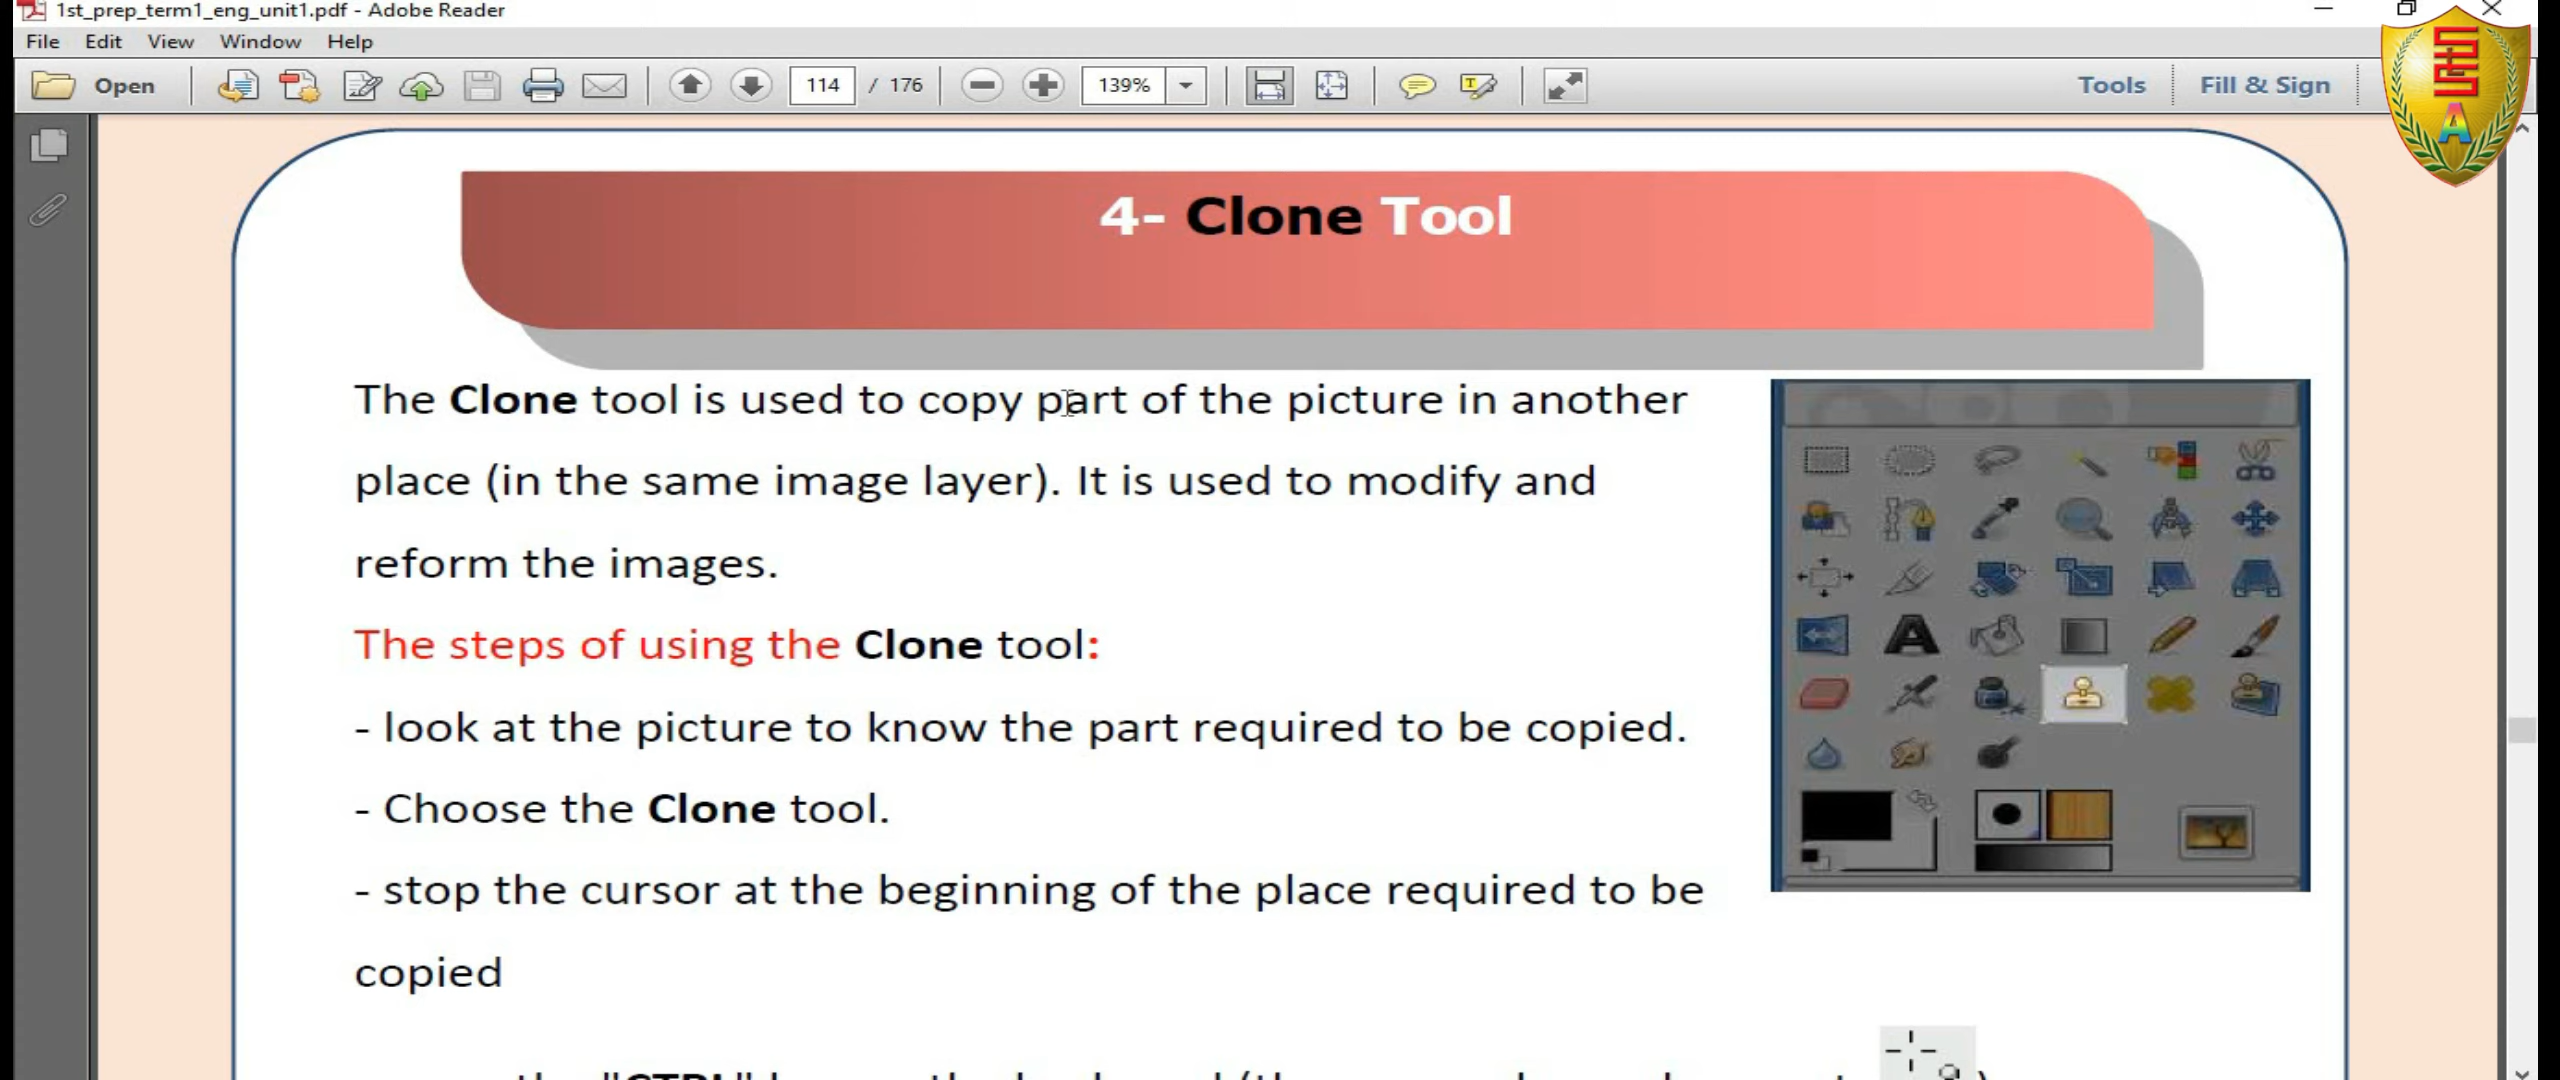 1st_prep_term1_eng_unit1.pdf - Adobe Reader
File Edit View Window Help
Open 114 / 176 139% Tools Fill & Sign
4- Clone Tool
The Clone tool is used to copy part of the picture in another
place (in the same image layer). It is used to modify and
reform the images.
The steps of using the Clone tool:
- look at the picture to know the part required to be copied.
- Choose the Clone tool.
- stop the cursor at the beginning of the place required to be
copied